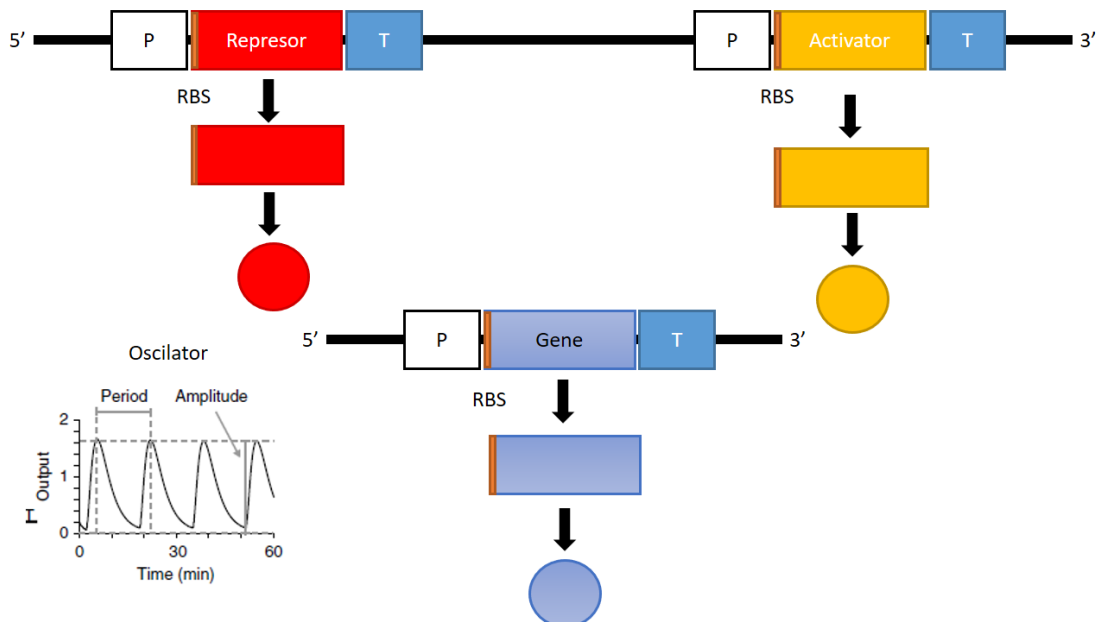 5’ P Represor T P Activator T 3’
RBS RBS
5’ P Gene T 3’
RBS
Oscilator
Period Amplitude
2
1
0
Output
0 30 60
Time (min)